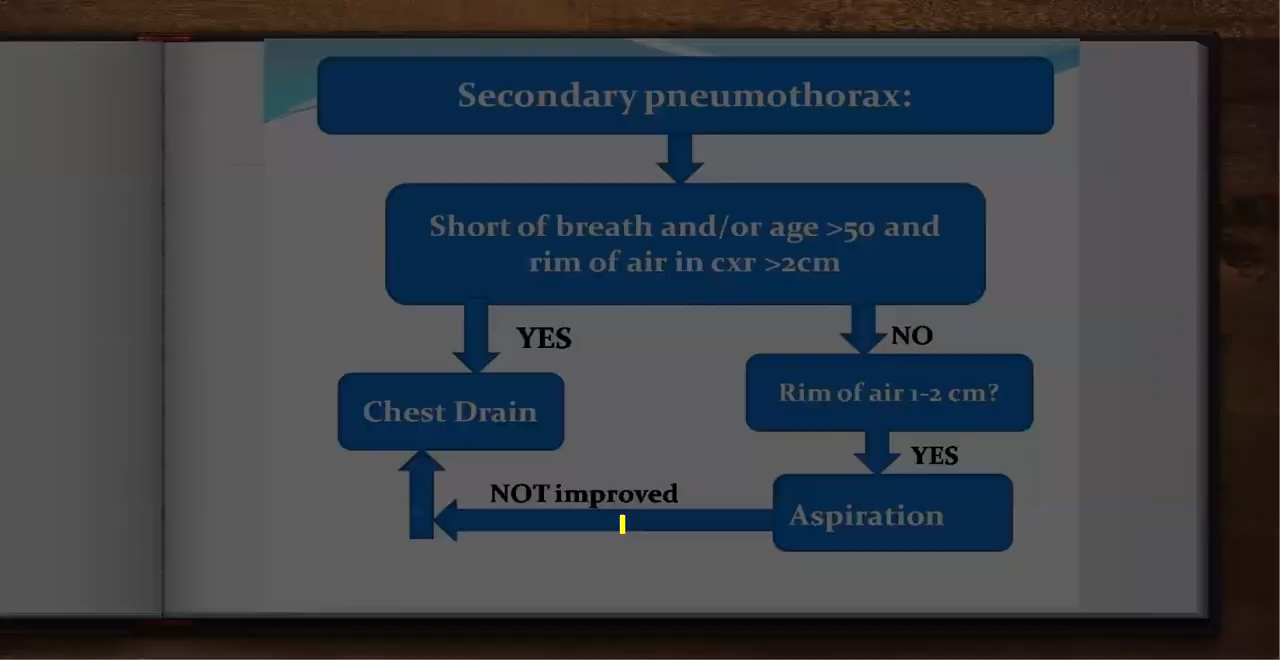 Secondary pneumothorax:
Short of breath and/or age >50 and
rim of air in cxr >2cm
YES
NO
Rim of air 1-2 cm?
Chest Drain
YES
NOT improved
Aspiration